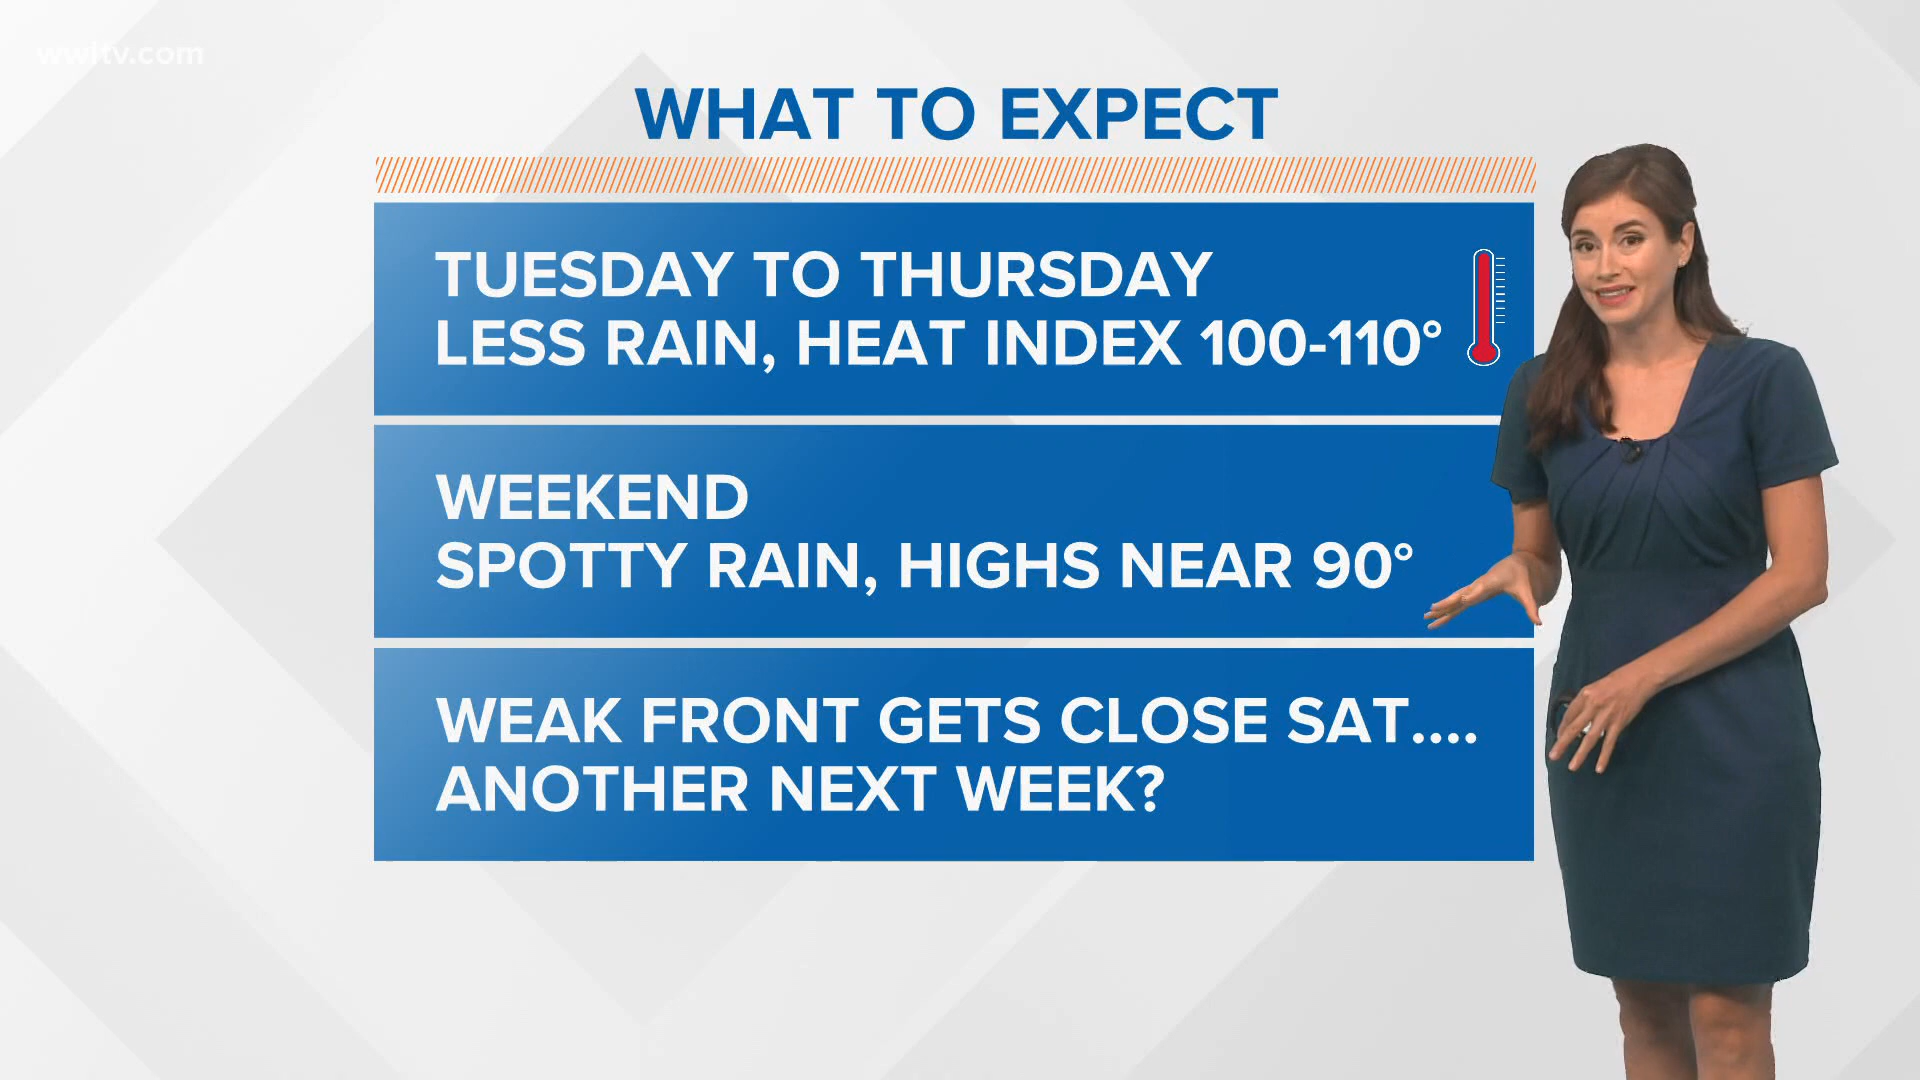 wwltv.com
WHAT TO EXPECT
TUESDAY TO THURSDAY
LESS RAIN, HEAT INDEX 100-110°
WEEKEND
SPOTTY RAIN, HIGHS NEAR 90°
WEAK FRONT GETS CLOSE SAT....
ANOTHER NEXT WEEK?